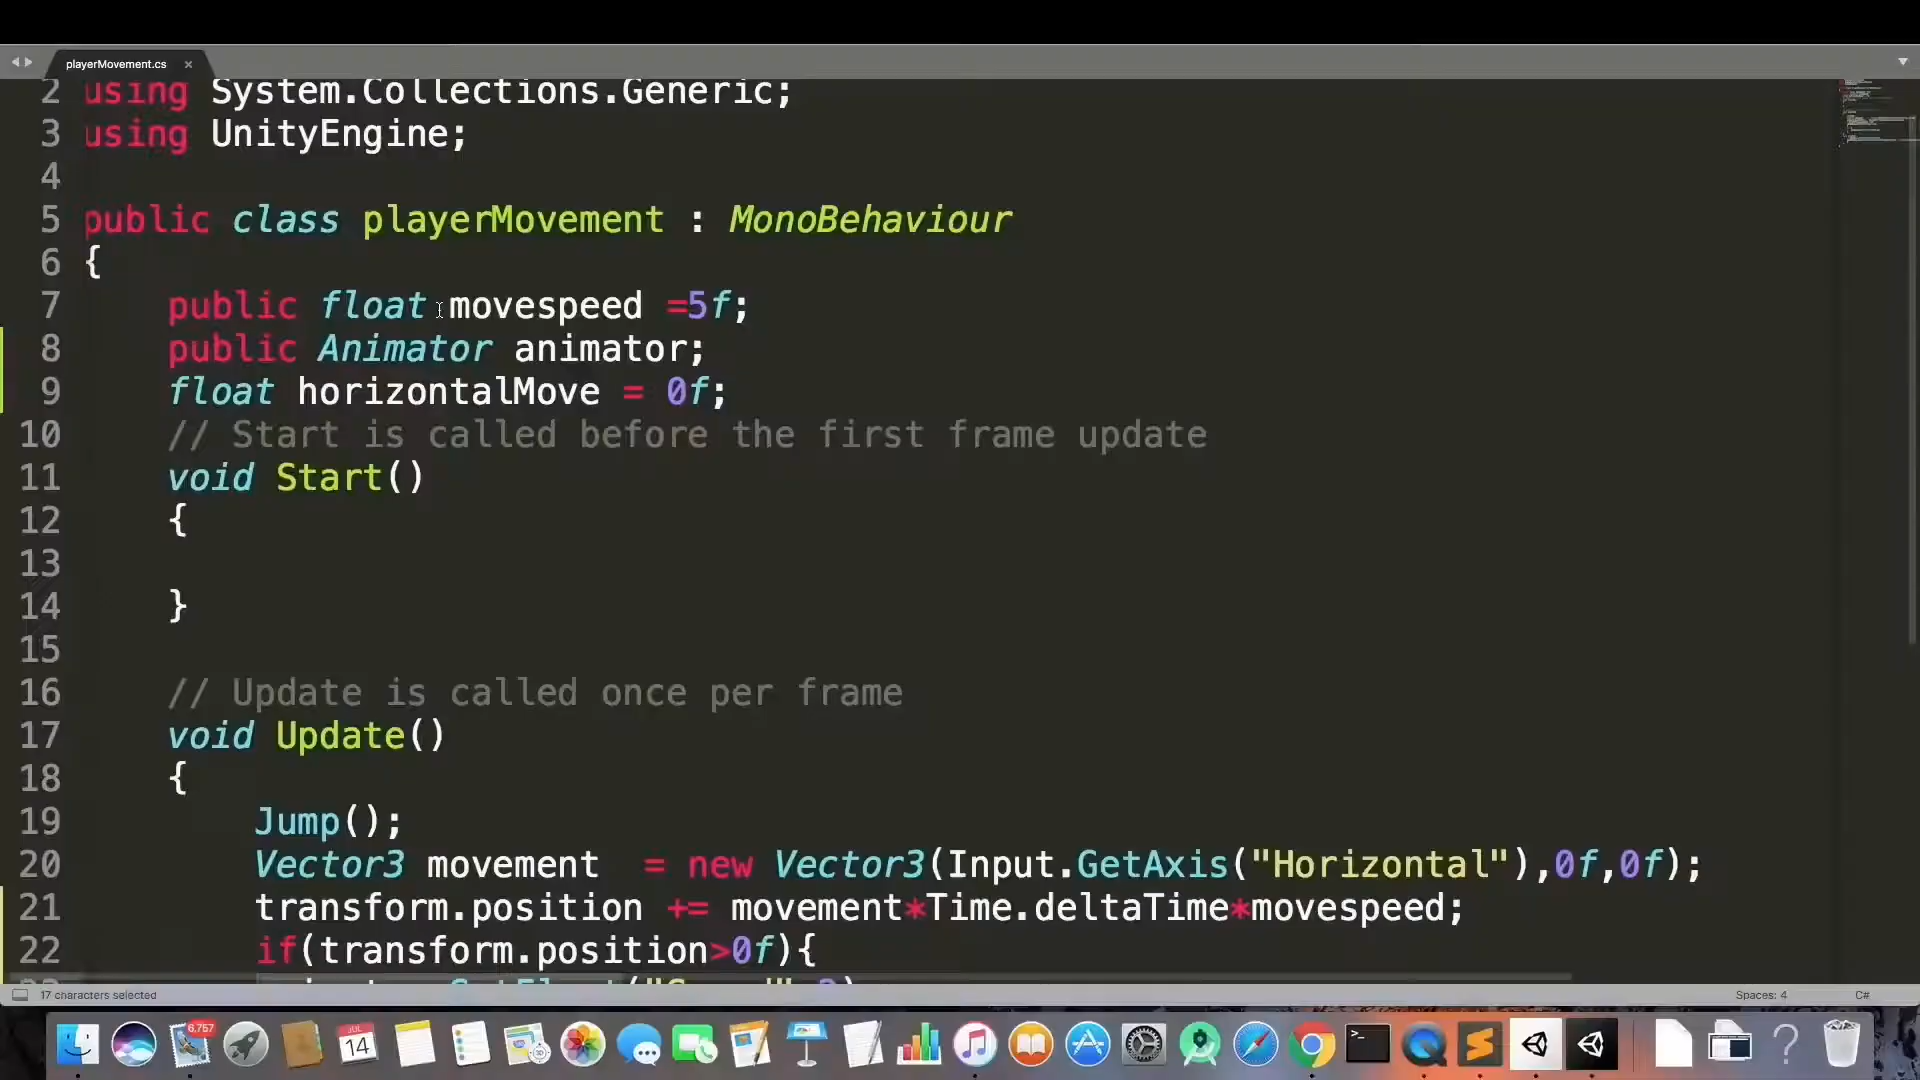 playerMovement.cs ×
2 using System.Collections.Generic;
3 using UnityEngine;
4
5 public class playerMovement : MonoBehaviour
6 {
7 public float movespeed =5f;
8 public Animator animator;
9 float horizontalMove = 0f;
10 // Start is called before the first frame update
11 void Start()
12 {
13
14 }
15
16 // Update is called once per frame
17 void Update()
18 {
19 Jump();
20 Vector3 movement = new Vector3(Input.GetAxis("Horizontal"),0f,0f);
21 transform.position += movement*Time.deltaTime*movespeed;
22 if(transform.position>0f){
17 characters selected
Spaces: 4
C#
6,757
JUL
14